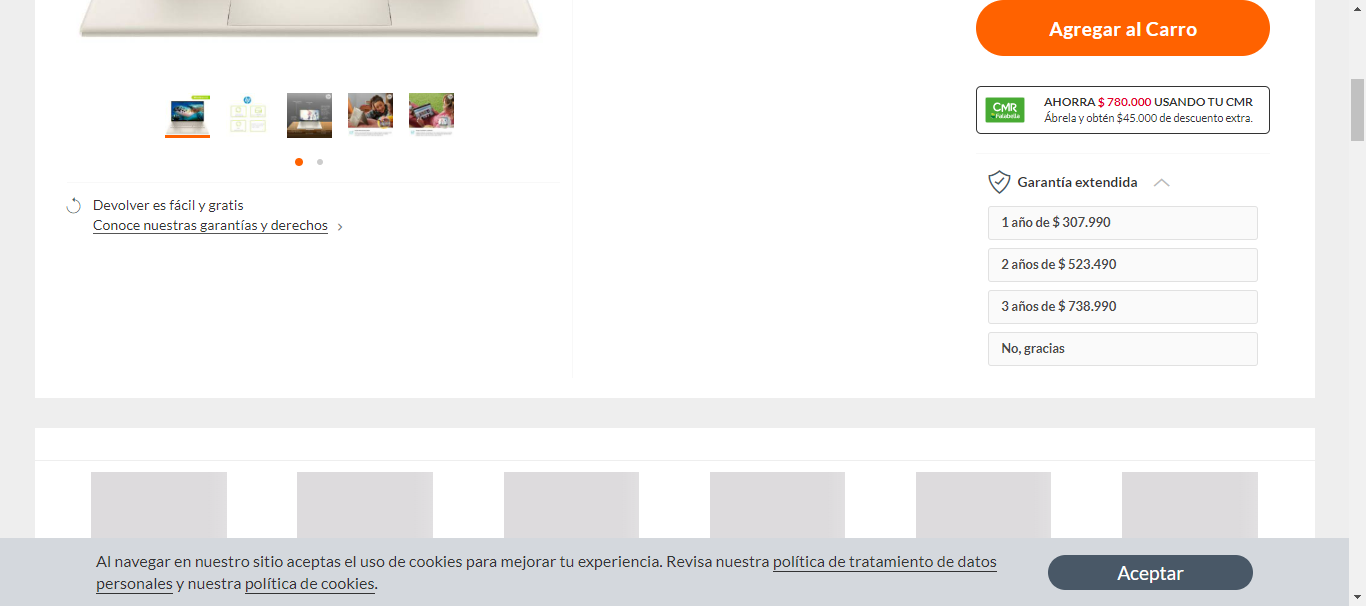 Agregar al Carro
CMR
Falabella
AHORRA $ 780.000 USANDO TU CMR
Ábrela y obtén $45.000 de descuento extra.
Garantía extendida
1 año de $ 307.990
2 años de $ 523.490
3 años de $ 738.990
No, gracias
Devolver es fácil y gratis
Conoce nuestras garantías y derechos
Al navegar en nuestro sitio aceptas el uso de cookies para mejorar tu experiencia. Revisa nuestra política de tratamiento de datos
personales y nuestra política de cookies.
Aceptar